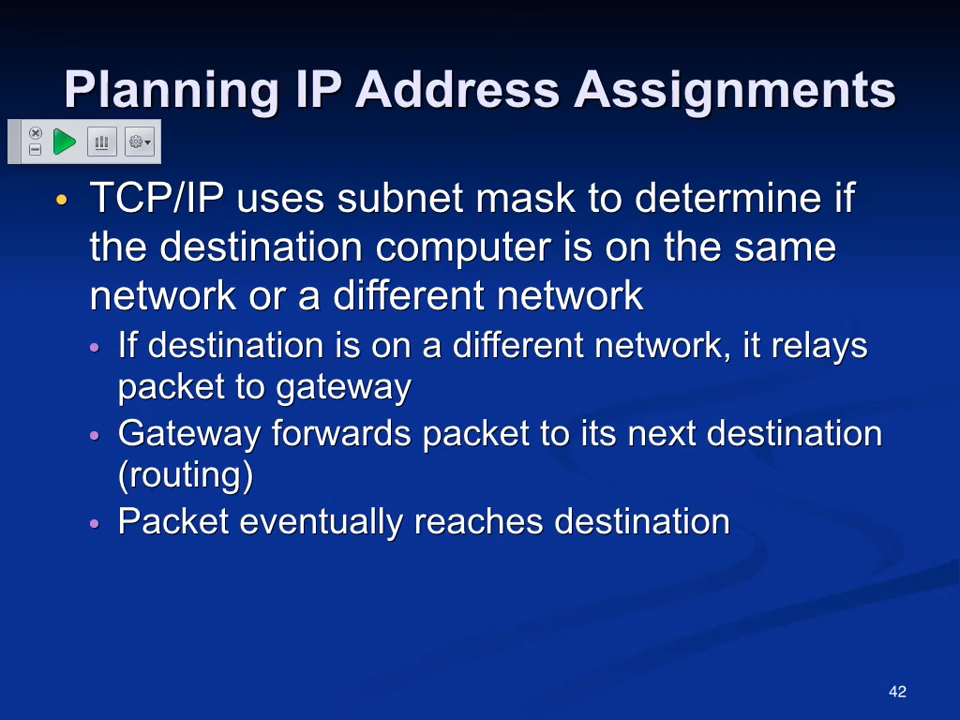 Planning IP Address Assignments
• TCP/IP uses subnet mask to determine if
the destination computer is on the same
network or a different network
• If destination is on a different network, it relays
packet to gateway
• Gateway forwards packet to its next destination
(routing)
• Packet eventually reaches destination
42